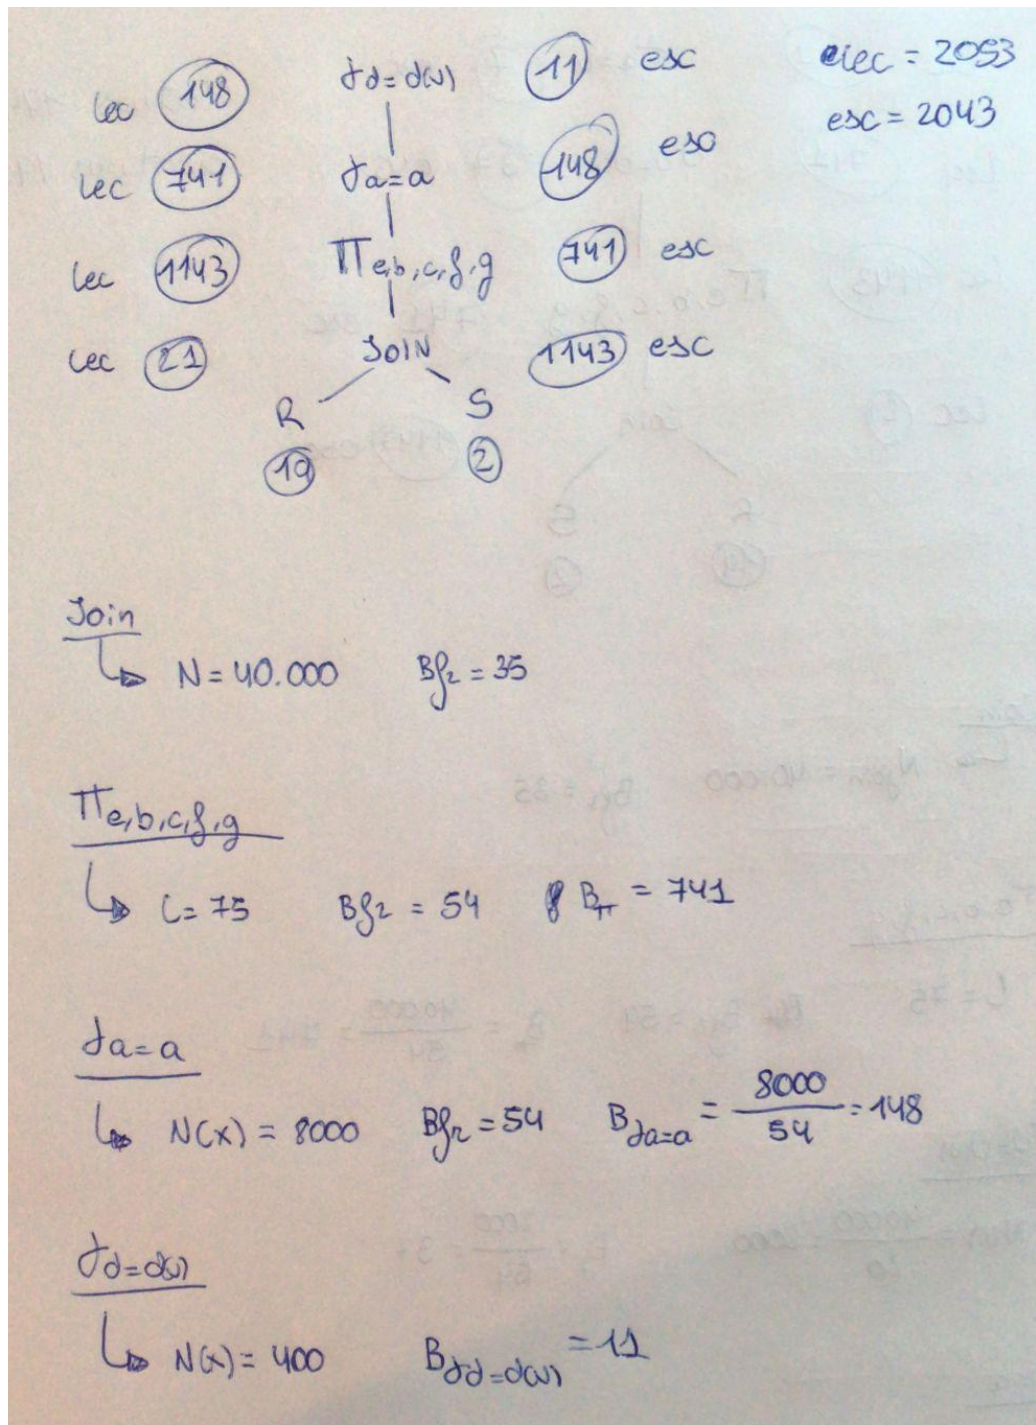 lec 148 σd=d(v) 11 esc lec = 2053
esc = 2043
lec 741 σa=a 148 esc
lec 1143 Πe,b,c,f,g 741 esc
lec 21 JOIN 1143 esc
R S
19 2
Join
↳ N = 40.000 Bfr = 35
Πe,b,c,f,g
↳ L = 75 Bfr = 54 Bπ = 741
σa=a
↳ N(x) = 8000 Bfr = 54 Bσa=a = 8000/54 = 148
σd=d(v)
↳ N(x) = 400 Bσd=d(v) = 11